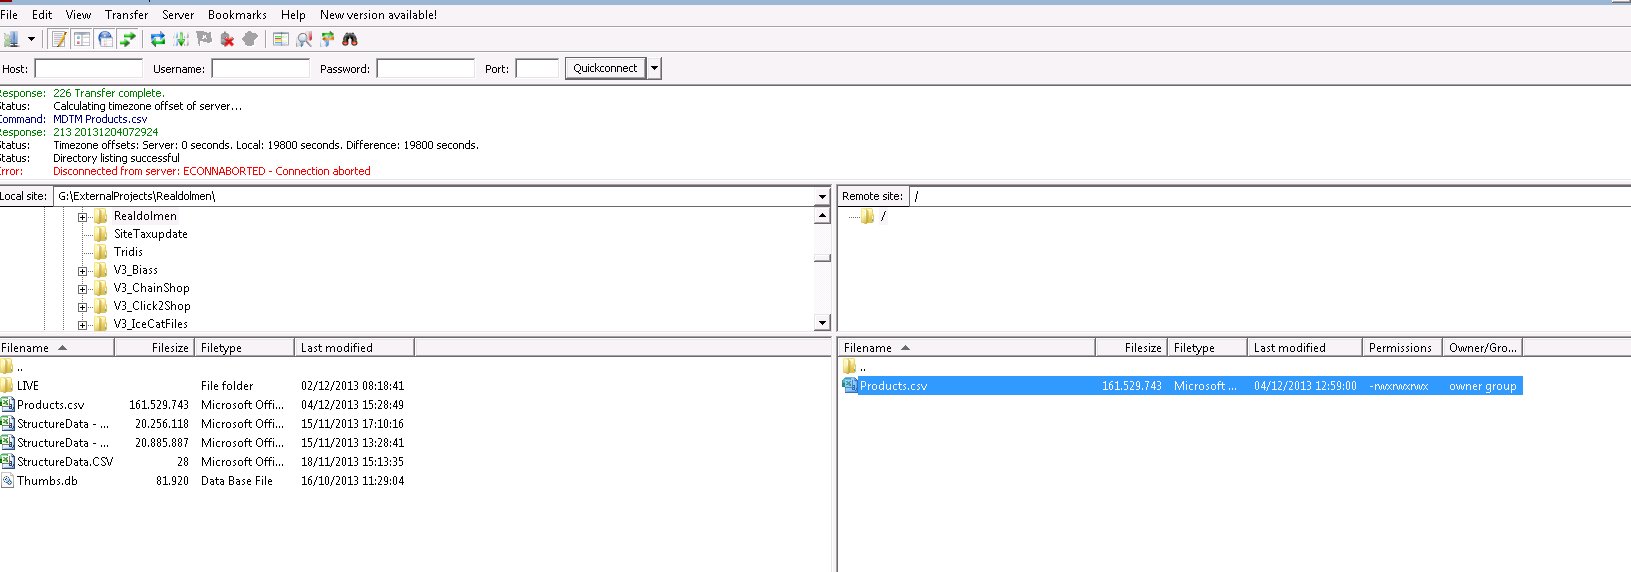 File Edit View Transfer Server Bookmarks Help New version available!
Host: Username: Password: Port: Quickconnect
Response: 226 Transfer complete.
Status: Calculating timezone offset of server...
Command: MDTM Products.csv
Response: 213 20131204072924
Status: Timezone offsets: Server: 0 seconds. Local: 19800 seconds. Difference: 19800 seconds.
Status: Directory listing successful
Error: Disconnected from server: ECONNABORTED - Connection aborted
Local site: G:\ExternalProjects\Realdolmen\
Realdolmen
SiteTaxupdate
Tridis
V3_Biass
V3_ChainShop
V3_Click2Shop
V3_IceCatFiles
Filename Filesize Filetype Last modified
..
LIVE File folder 02/12/2013 08:18:41
Products.csv 161.529.743 Microsoft Offi... 04/12/2013 15:28:49
StructureData - ... 20.256.118 Microsoft Offi... 15/11/2013 17:10:16
StructureData - ... 20.885.887 Microsoft Offi... 15/11/2013 13:28:41
StructureData.CSV 28 Microsoft Offi... 18/11/2013 15:13:35
Thumbs.db 81.920 Data Base File 16/10/2013 11:29:04
Remote site: /
/
Filename Filesize Filetype Last modified Permissions Owner/Gro...
..
Products.csv 161.529.743 Microsoft ... 04/12/2013 12:59:00 -rwxrwxrwx owner group